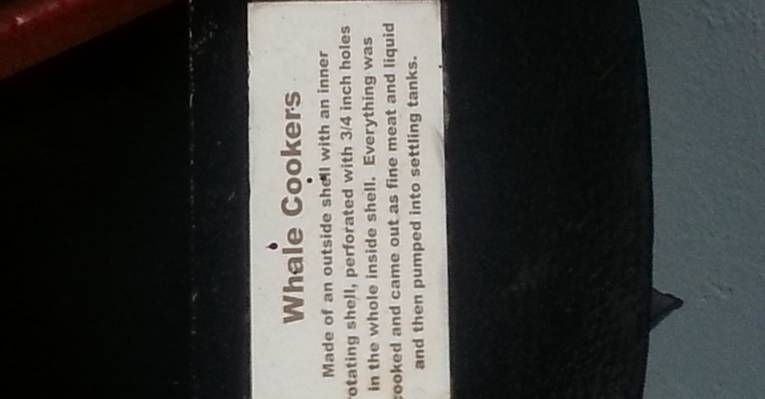 Whale Cookers
Made of an outside shell with an inner
rotating shell, perforated with 3/4 inch holes
in the whole inside shell. Everything was
cooked and came out as fine meat and liquid
and then pumped into settling tanks.